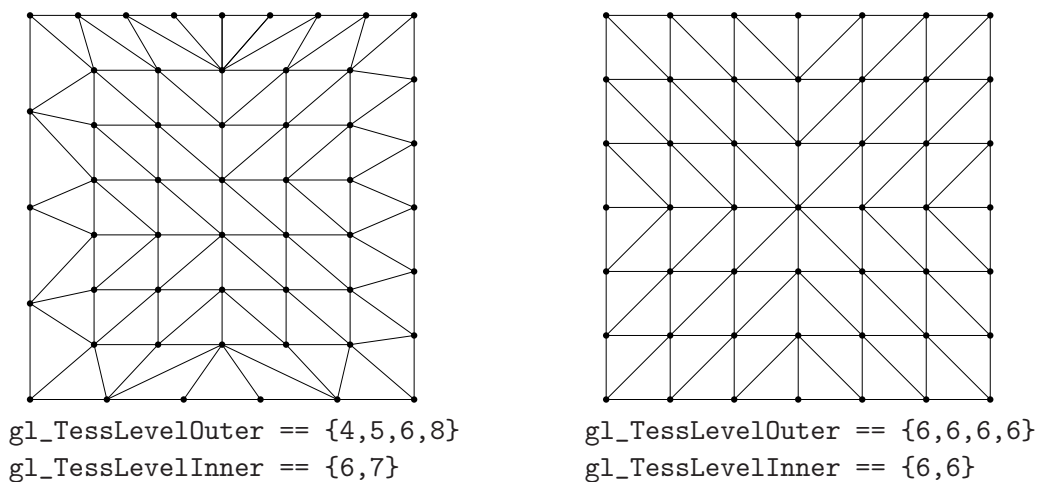 gl_TessLevelOuter == {4,5,6,8}
gl_TessLevelInner == {6,7}
gl_TessLevelOuter == {6,6,6,6}
gl_TessLevelInner == {6,6}